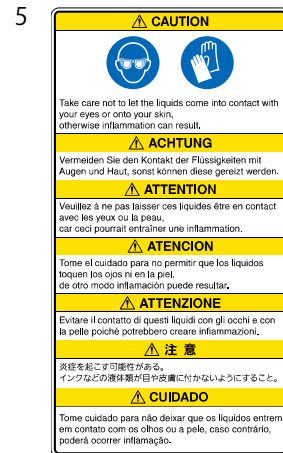 5
⚠ CAUTION
Take care not to let the liquids come into contact with
your eyes or onto your skin,
otherwise inflammation can result.
⚠ ACHTUNG
Vermeiden Sie den Kontakt der Flüssigkeiten mit
Augen und Haut, sonst können diese gereizt werden.
⚠ ATTENTION
Veuillez à ne pas laisser ces liquides être en contact
avec les yeux ou la peau,
car ceci pourrait entraîner une inflammation.
⚠ ATENCION
Tome el cuidado para no permitir que los líquidos
toquen los ojos ni en la piel,
de otro modo inflamación puede resultar.
⚠ ATTENZIONE
Evitare il contatto di questi liquidi con gli occhi e con
la pelle poiché potrebbero creare infiammazioni.
⚠ 注 意
炎症を起こす可能性がある。
インクなどの液体類が目や皮膚に付かないようにすること。
⚠ CUIDADO
Tome cuidado para não deixar que os líquidos entrem
em contato com os olhos ou a pele, caso contrário,
poderá ocorrer inflamação.